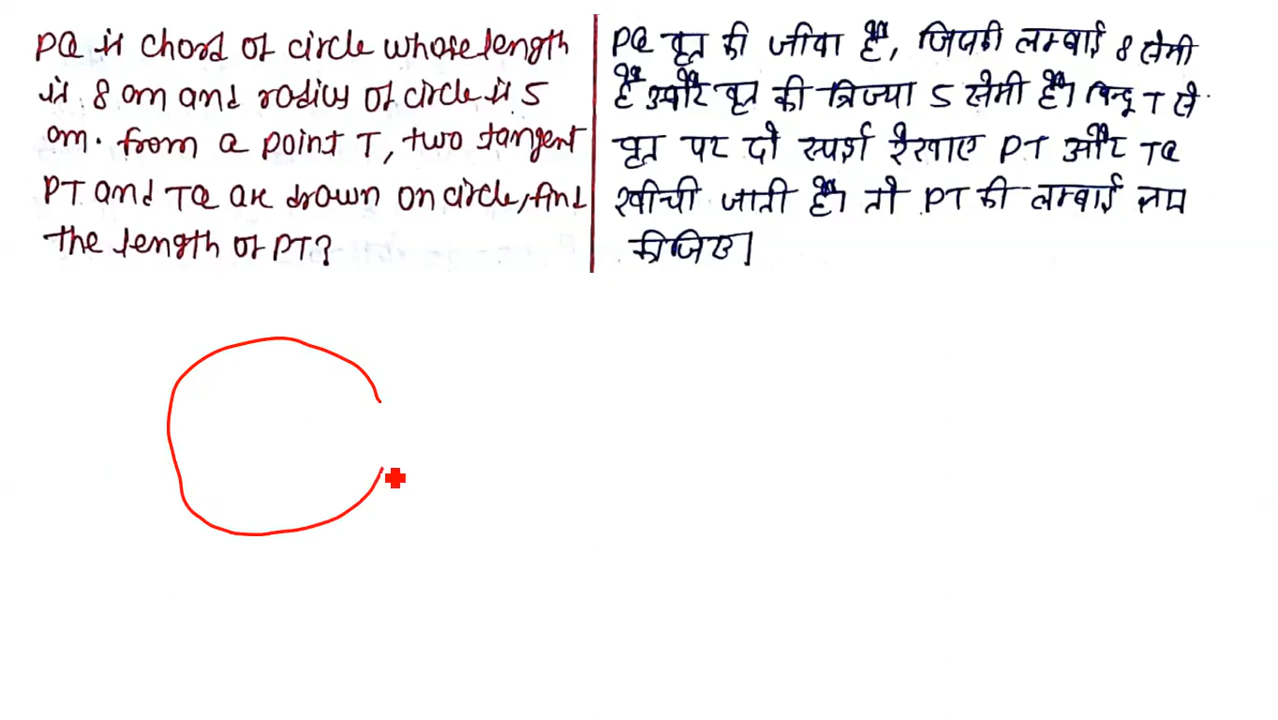 PQ is chord of circle whose length
is 8 cm and radius of circle is 5
cm. from a point T, two tangent
PT and TQ are drawn on circle, find
the length of PT?
PQ वृत की जीवा है, जिसकी लम्बाई 8 सेमी
है और वृत की त्रिज्या 5 सेमी है। बिन्दू T से
वृत पर दो स्पर्श रेखाए PT और TQ
खीची जाती है। तो PT की लम्बाई ज्ञात
कीजिए।